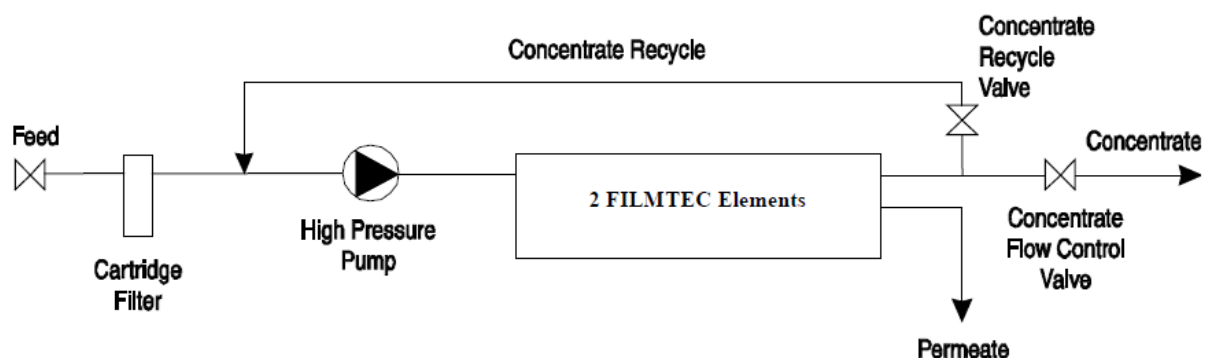 Concentrate Recycle
Concentrate
Recycle
Valve
Feed
Concentrate
2 FILMTEC Elements
High Pressure
Pump
Cartridge
Filter
Concentrate
Flow Control
Valve
Permeate